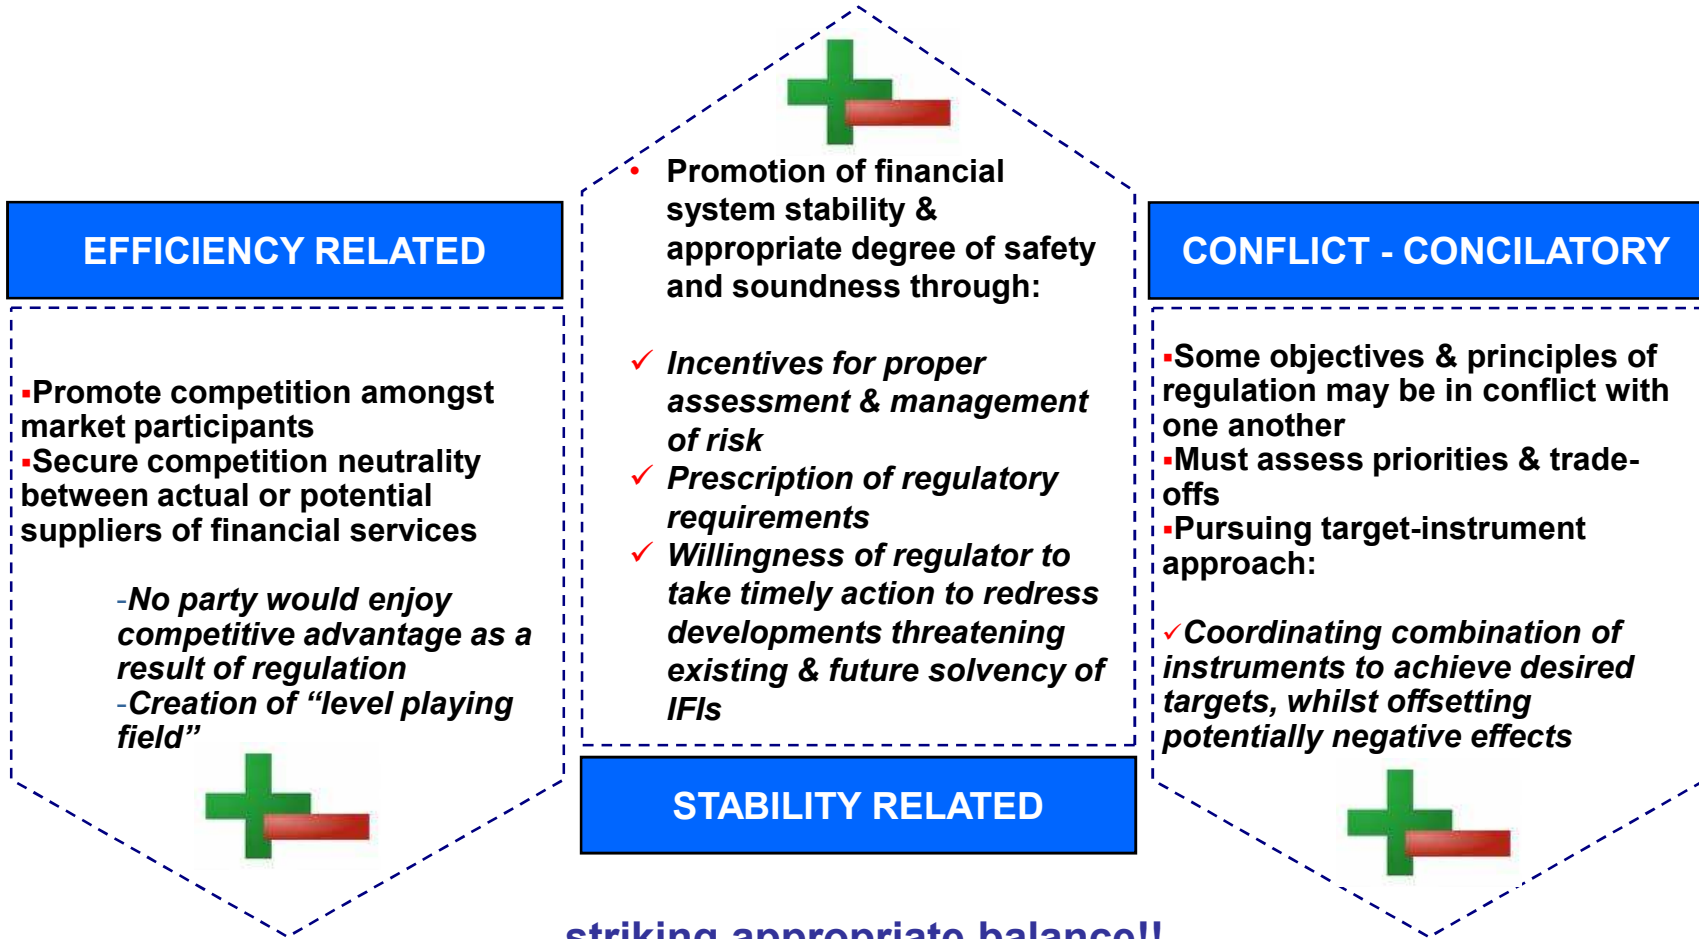 EFFICIENCY RELATED
▪Promote competition amongst
market participants
▪Secure competition neutrality
between actual or potential
suppliers of financial services
-No party would enjoy
competitive advantage as a
result of regulation
-Creation of “level playing
field”
• Promotion of financial
system stability &
appropriate degree of safety
and soundness through:
✓ Incentives for proper
assessment & management
of risk
✓ Prescription of regulatory
requirements
✓ Willingness of regulator to
take timely action to redress
developments threatening
existing & future solvency of
IFIs
STABILITY RELATED
CONFLICT - CONCILATORY
▪Some objectives & principles of
regulation may be in conflict with
one another
▪Must assess priorities & trade-
offs
▪Pursuing target-instrument
approach:
✓Coordinating combination of
instruments to achieve desired
targets, whilst offsetting
potentially negative effects
striking appropriate balance!!